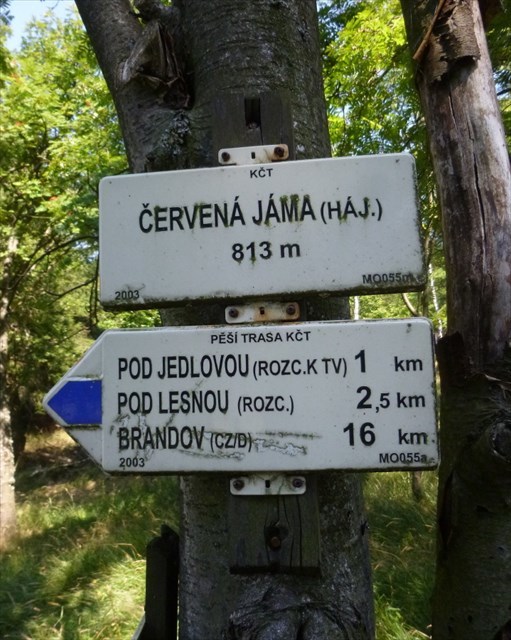 KČT
ČERVENÁ JÁMA (HÁJ.)
813 m
2003 MO055m
PĚŠÍ TRASA KČT
POD JEDLOVOU (ROZC.K TV) 1 km
POD LESNOU (ROZC.) 2,5 km
BRANDOV (CZ/D) 16 km
2003 MO055a